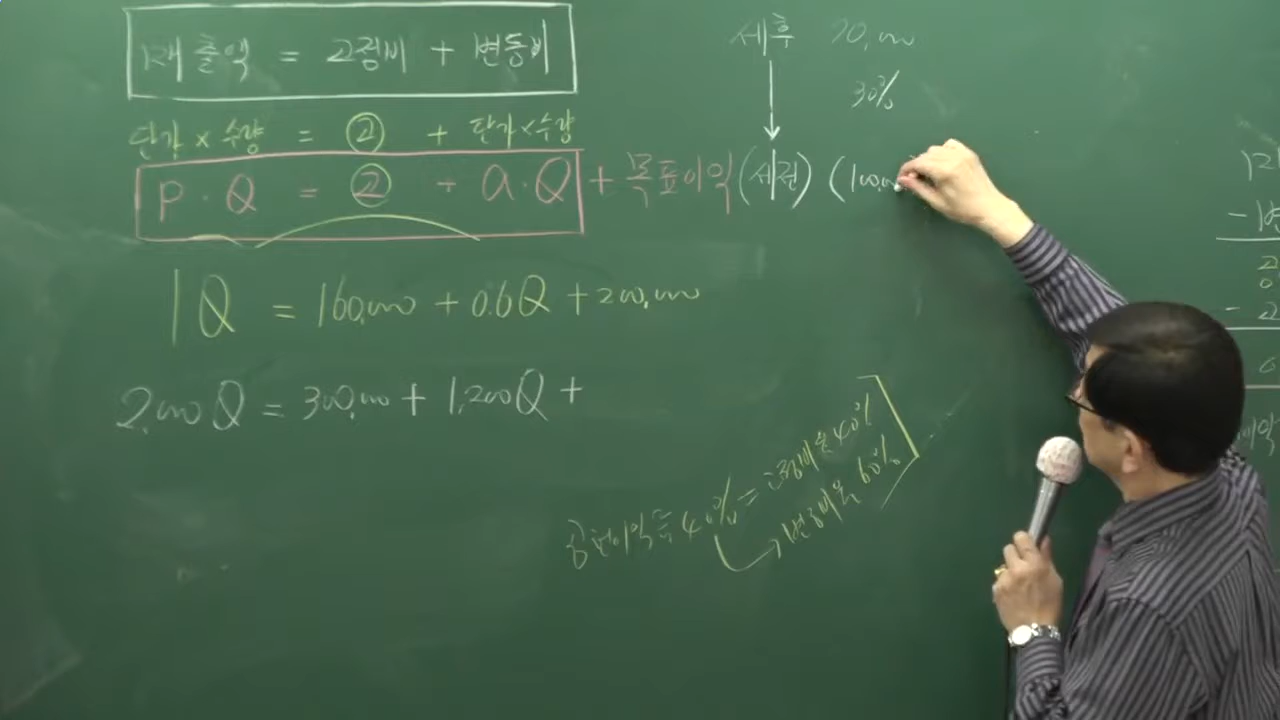 매출액 = 고정비 + 변동비
단가 × 수량 = ② + 단가×수량
P · Q = ② + a · Q + 목표이익 (세전) (100,00
세후 70,000
30%
1Q = 160,000 + 0.6Q + 200,000
2,000Q = 300,000 + 1,200Q +
공헌이익률 40% = 고정비율 40%
변동비율 60%